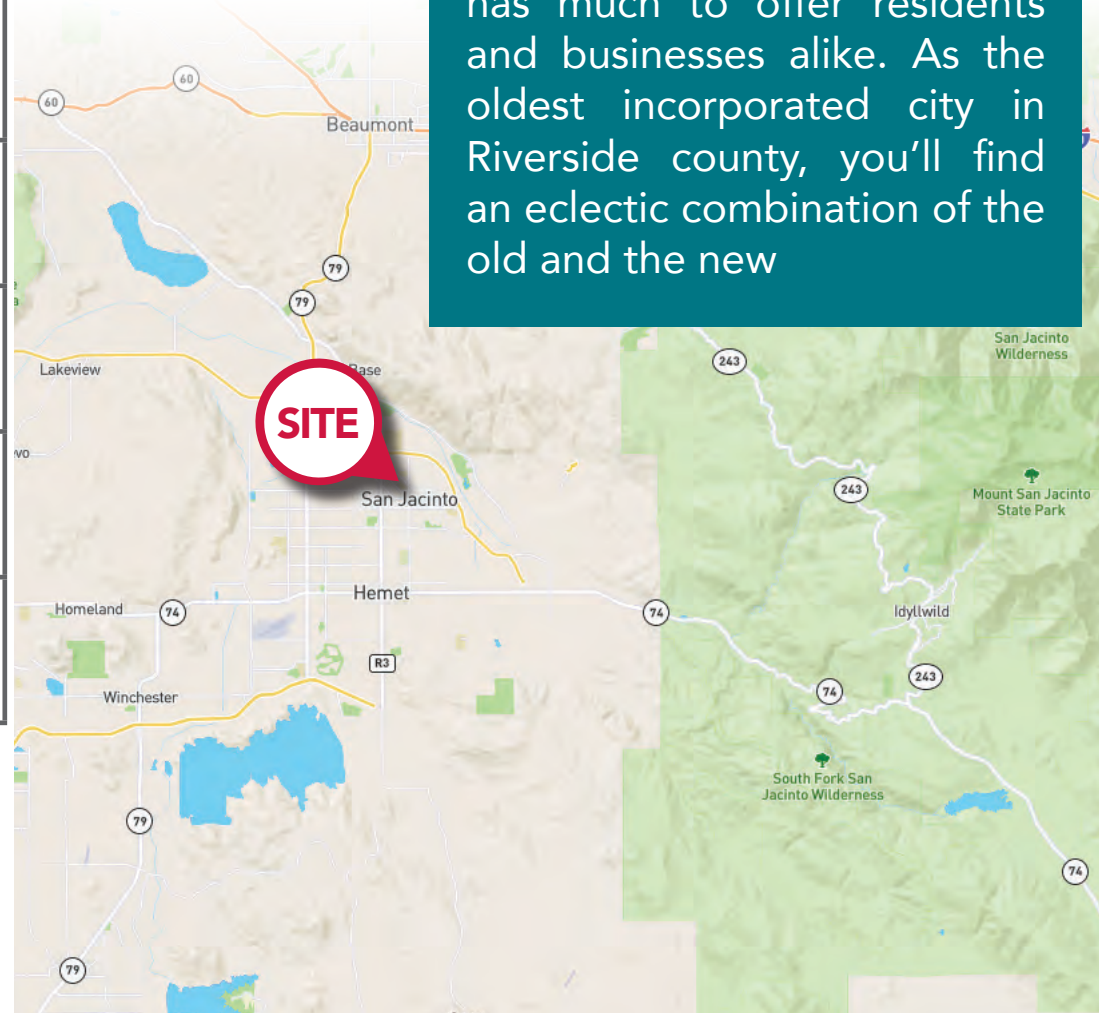 has much to offer residents
and businesses alike. As the
oldest incorporated city in
Riverside county, you’ll find
an eclectic combination of the
old and the new
60
60
Beaumont
79
79
San Jacinto
Wilderness
Lakeview
243
SITE
243
Mount San Jacinto
State Park
San Jacinto
Hemet
Homeland
74
74
Idyllwild
R3
243
Winchester
74
South Fork San
Jacinto Wilderness
79
74
79